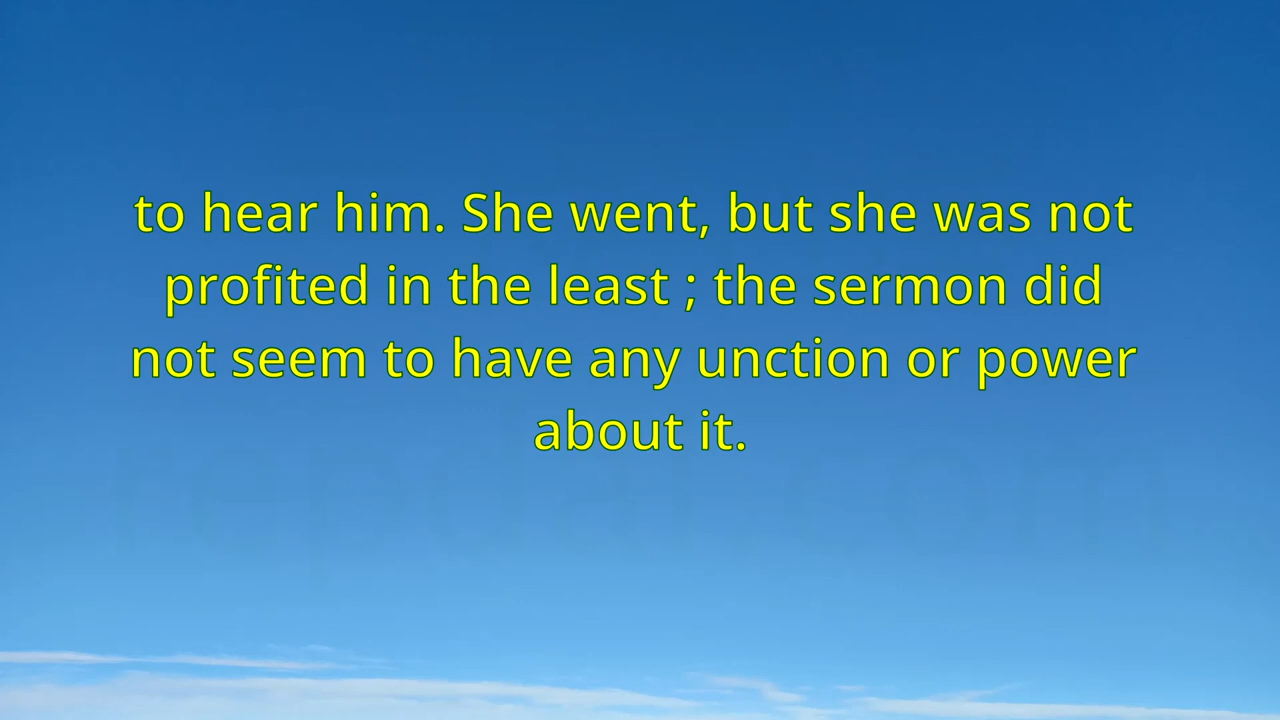 to hear him. She went, but she was not
profited in the least ; the sermon did
not seem to have any unction or power
about it.